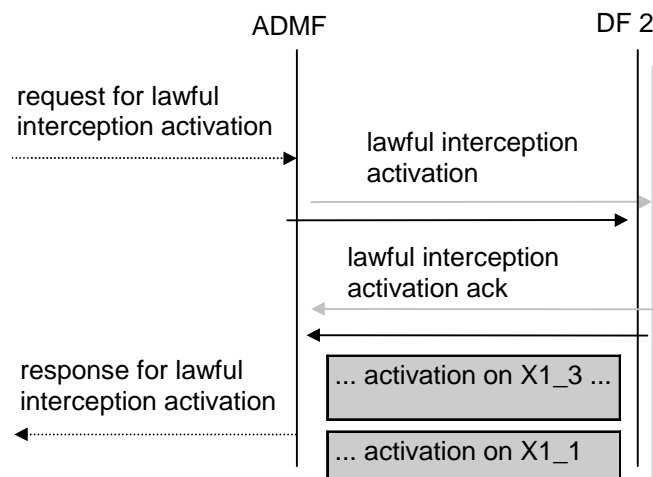 ADMF
DF 2
request for lawful
interception activation
lawful interception
activation
lawful interception
activation ack
response for lawful
interception activation
... activation on X1_3 ...
... activation on X1_1